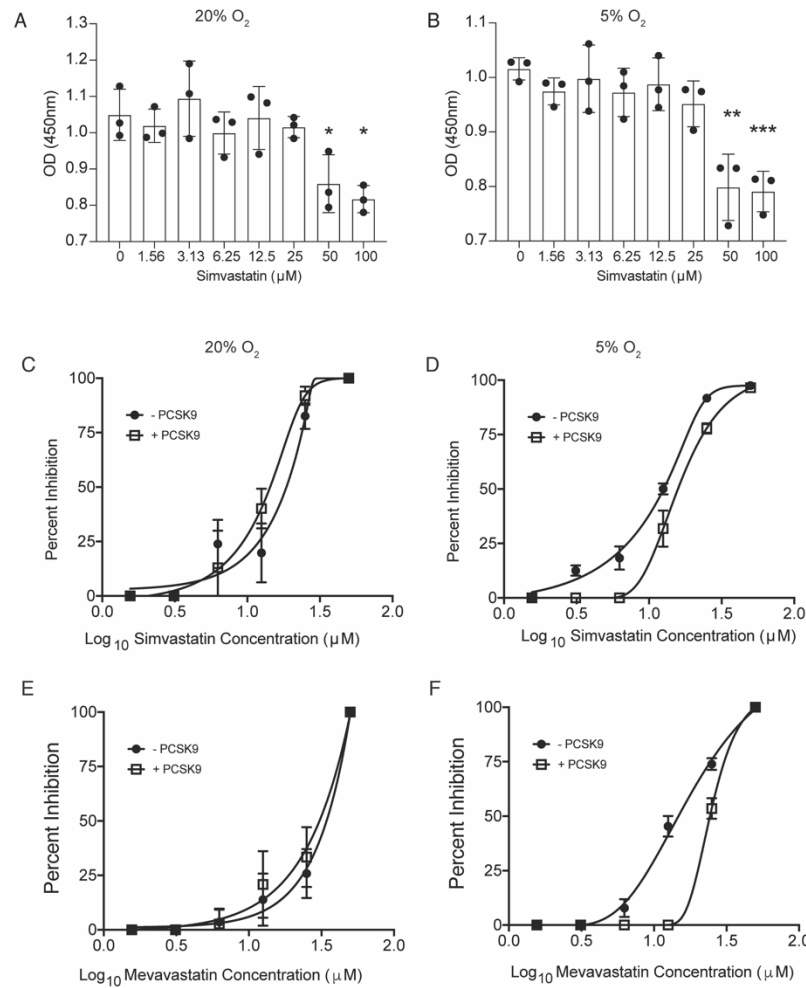 A
20% O₂
1.3
1.2
1.1
1.0
0.9
0.8
0.7
OD (450nm)
*
*
0 1.56 3.13 6.25 12.5 25 50 100
Simvastatin (µM)
B
5% O₂
1.1
1.0
0.9
0.8
0.7
OD (450nm)
**
***
0 1.56 3.13 6.25 12.5 25 50 100
Simvastatin (µM)
C
20% O₂
100
75
50
25
0
Percent Inhibition
- PCSK9
+ PCSK9
0.0 0.5 1.0 1.5 2.0
Log₁₀ Simvastatin Concentration (µM)
D
5% O₂
100
75
50
25
0
Percent Inhibition
- PCSK9
+ PCSK9
0.0 0.5 1.0 1.5 2.0
Log₁₀ Simvastatin Concentration (µM)
E
100
75
50
25
0
Percent Inhibition
- PCSK9
+ PCSK9
0.0 0.5 1.0 1.5 2.0
Log₁₀ Mevavastatin Concentration (µM)
F
100
75
50
25
0
Percent Inhibition
- PCSK9
+ PCSK9
0.0 0.5 1.0 1.5 2.0
Log₁₀ Mevavastatin Concentration (µM)